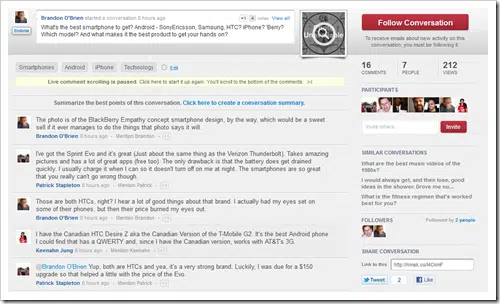 Brandon O'Brien started a conversation 8 hours ago
+1 4 votes View all
What's the best smartphone to get? Android - SonyEricsson, Samsung, HTC? iPhone? 'Berry?
Which model? And what makes it the best product to get your hands on?
Endorse
Follow Conversation
To receive emails about new activity on this
conversation, you must be following it.
16 COMMENTS
7 PEOPLE
212 VIEWS
Smartphones Android iPhone Technology Edit
Live comment scrolling is paused. Click here to start it up again. You'll scroll to the bottom of the comments.
PARTICIPANTS
Summarize the best points of this conversation. Click here to create a conversation summary.
Invite others...
Invite
The photo is of the BlackBerry Empathy concept smartphone design, by the way, which would be a sweet
sell if it ever manages to do the things that photo says it will.
Brandon O'Brien 8 hours ago - Mention Brandon - +1
I've got the Sprint Evo and it's great (Just about the same thing as the Verizon Thunderbolt). Takes amazing
pictures and has a lot of great apps (free too). The only drawback is that the battery does get drained
quickly. I usually charge it when I can so it doesn't turn off on me at night. The smartphones are so great
that you really can't go wrong though.
Patrick Stapleton 8 hours ago - Mention Patrick - +1
SIMILAR CONVERSATIONS
What are the best music videos of the
1980s?
I would always get, and then lose, good
ideas in the shower. Drove me no...
What is the fitness regimen that's worked
best for you?
Those are both HTCs, right? I hear a lot of good things about that brand. I actually had my eyes set
on some of their phones, but then their price burned my eyes out.
Brandon O'Brien 8 hours ago - Mention Brandon - +1
FOLLOWERS
Followed by 2 people
I have the Canadian HTC Desire Z aka the Canadian Version of the T-Mobile G2. It's the best Android phone
I could find that has a QWERTY and, since I have the Canadian version, works with AT&T's 3G.
Keenahn Jung 8 hours ago - Mention Keenahn - +1
SHARE CONVERSATION
Link to this
@Brandon O'Brien Yup, both are HTCs and yea, it's a very strong brand. Luckily, I was due for a $150
upgrade so that helped a little with the price of the Evo.
Patrick Stapleton 8 hours ago - Mention Patrick - +1
Tweet 2 Like